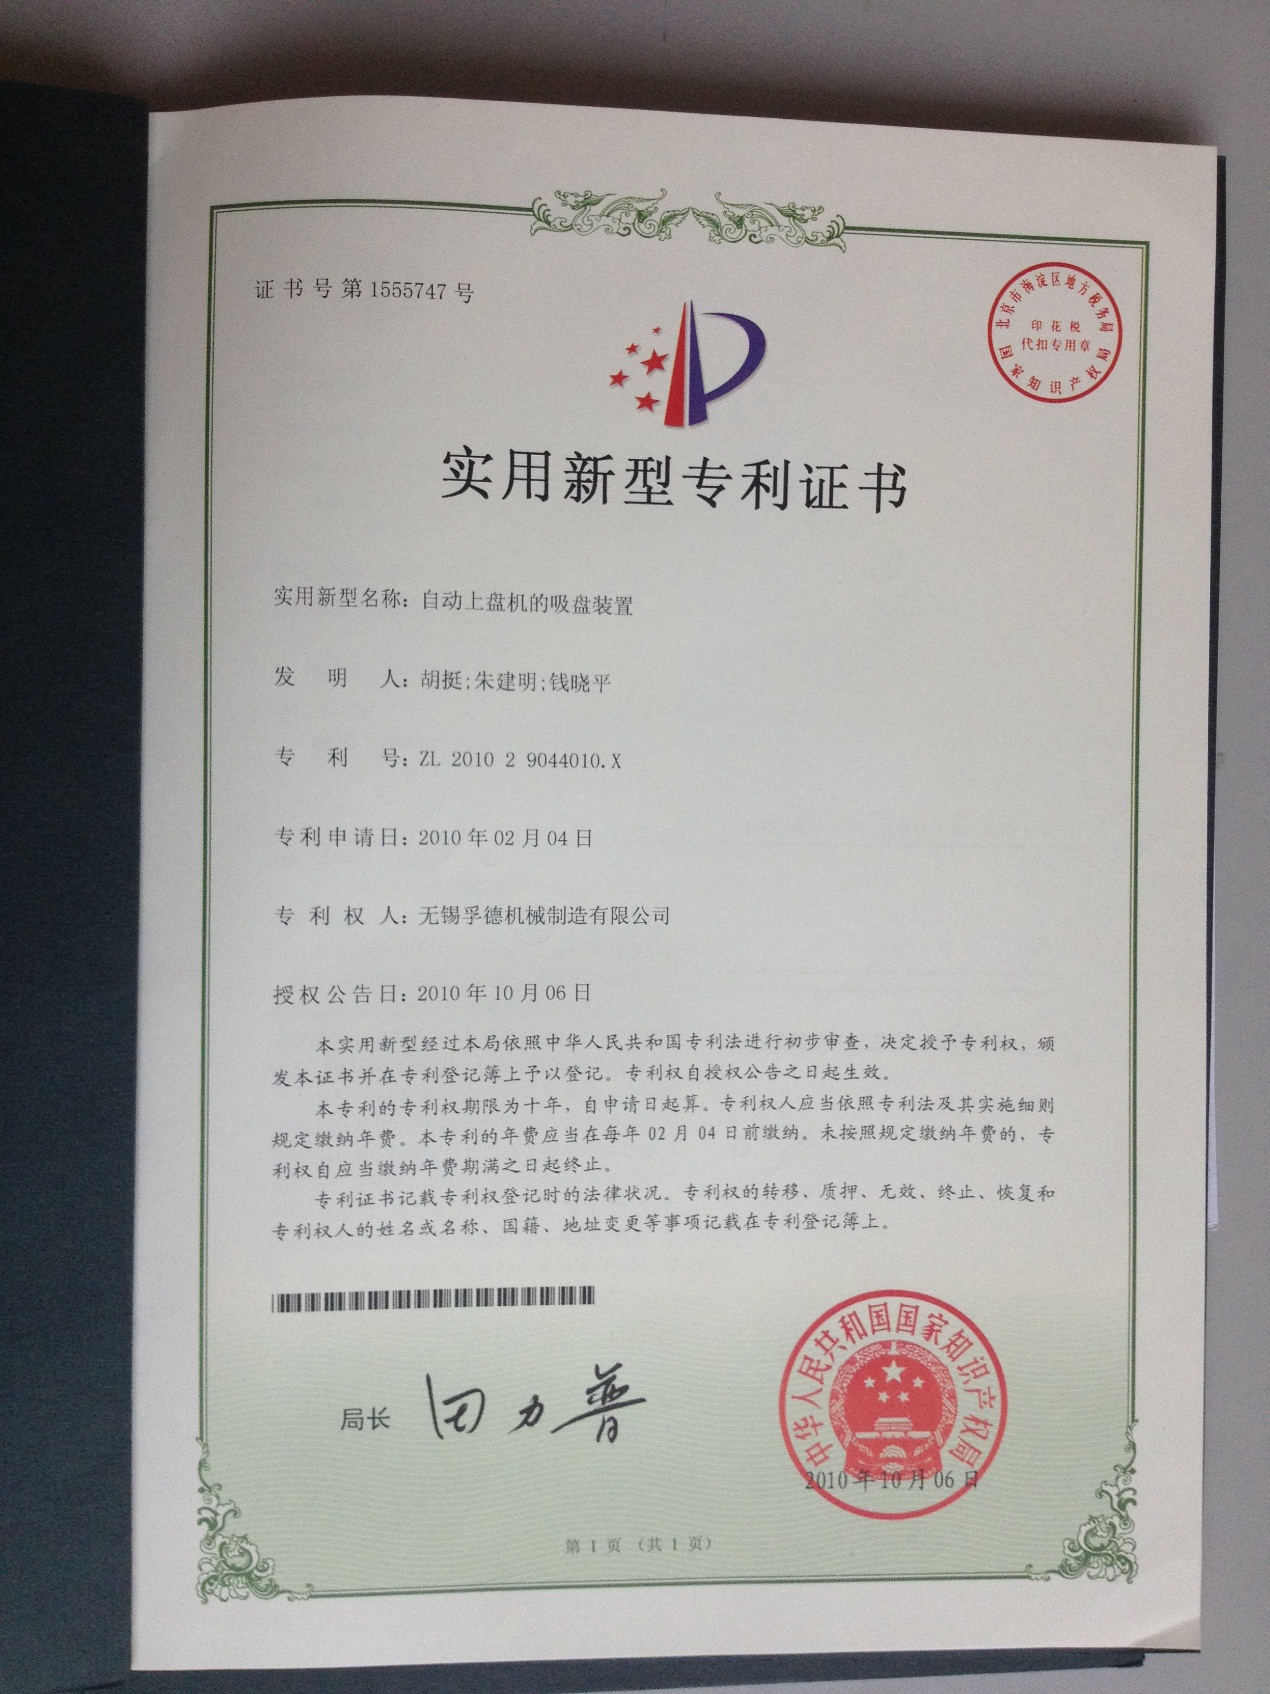 证书号第1555747号
北京市海淀区地方税务局
印花税
代扣专用章
国家知识产权局
实用新型专利证书
实用新型名称：自动上盘机的吸盘装置
发明人：胡挺;朱建明;钱晓平
专利号：ZL 2010 2 9044010.X
专利申请日：2010年02月04日
专利权人：无锡孚德机械制造有限公司
授权公告日：2010年10月06日
本实用新型经过本局依照中华人民共和国专利法进行初步审查，决定授予专利权，颁
发本证书并在专利登记簿上予以登记。专利权自授权公告之日起生效。
本专利的专利权期限为十年，自申请日起算。专利权人应当依照专利法及其实施细则
规定缴纳年费。本专利的年费应当在每年02月04日前缴纳。未按照规定缴纳年费的，专
利权自应当缴纳年费期满之日起终止。
专利证书记载专利权登记时的法律状况。专利权的转移、质押、无效、终止、恢复和
专利权人的姓名或名称、国籍、地址变更等事项记载在专利登记簿上。
局长 田力普
中华人民共和国国家知识产权局
2010年10月06日
第1页（共1页）